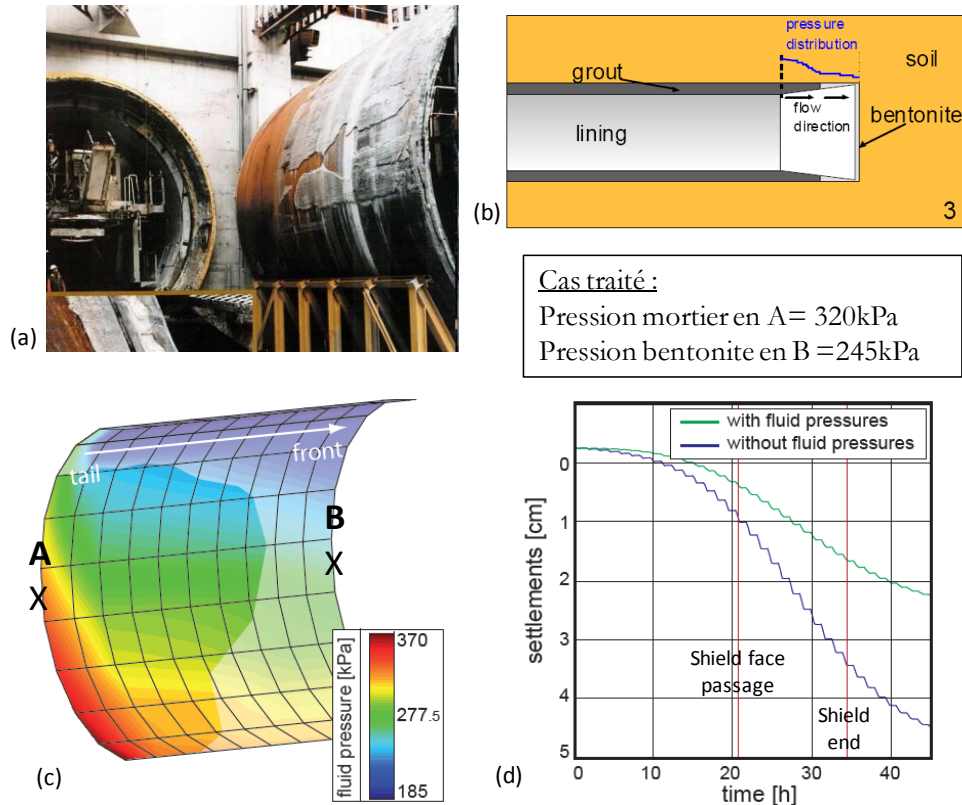 (a)
pressure
distribution
soil
grout
flow
direction
bentonite
lining
(b)
3
Cas traité :
Pression mortier en A= 320kPa
Pression bentonite en B =245kPa
tail
front
A
X
B
X
fluid pressure [kPa]
370
277.5
185
(c)
with fluid pressures
without fluid pressures
settlements [cm]
0
1
2
3
4
5
Shield face
passage
Shield
end
0
10
20
30
40
time [h]
(d)